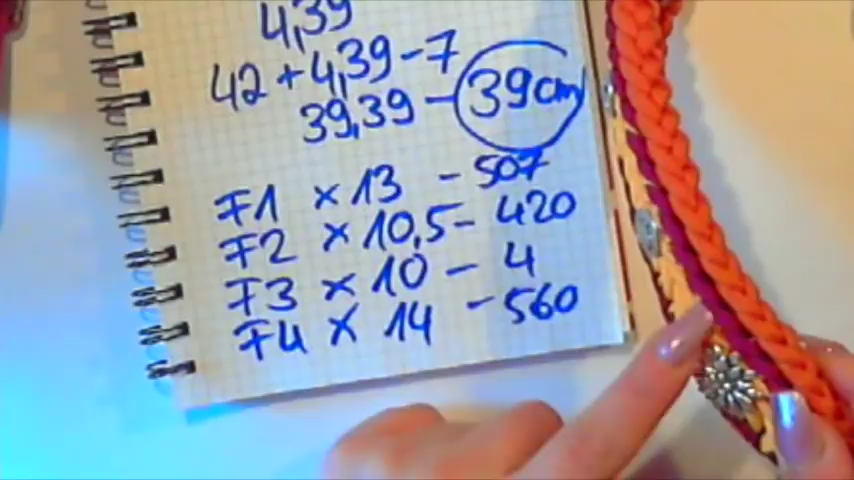 4,39
42 + 4,39 - 7
39,39 - 39cm
F1 x 13 - 507
F2 x 10,5 - 420
F3 x 10 - 4
F4 x 14 - 560